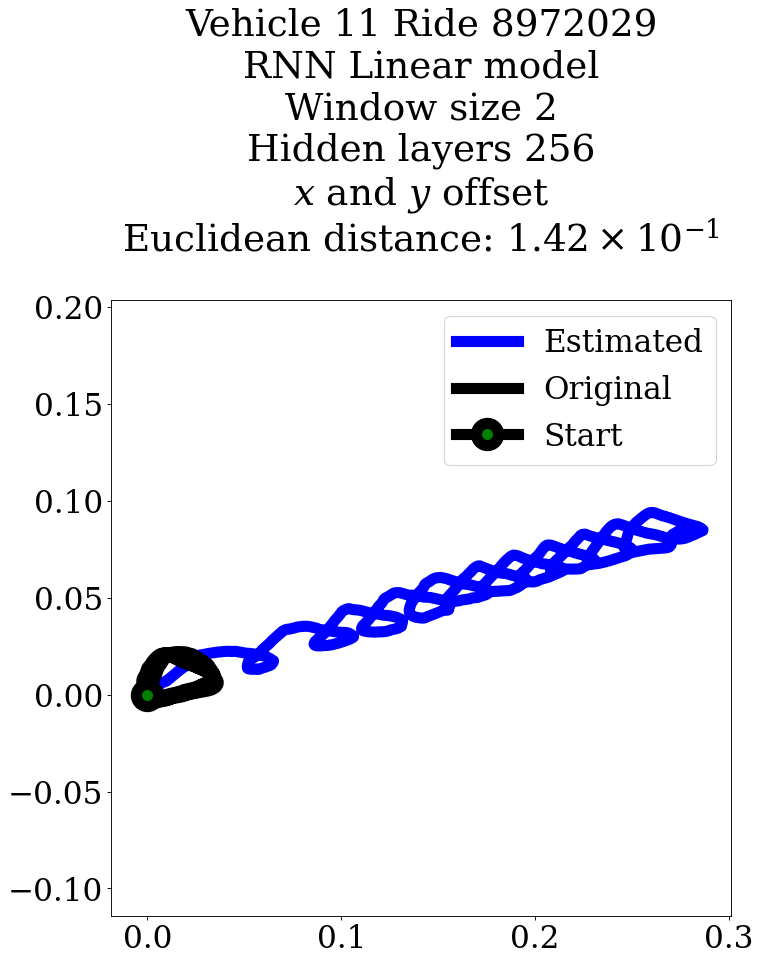 Vehicle 11 Ride 8972029
RNN Linear model
Window size 2
Hidden layers 256
x and y offset
Euclidean distance: 1.42 × 10⁻¹
Estimated
Original
Start
0.20
0.15
0.10
0.05
0.00
−0.05
−0.10
0.0 0.1 0.2 0.3